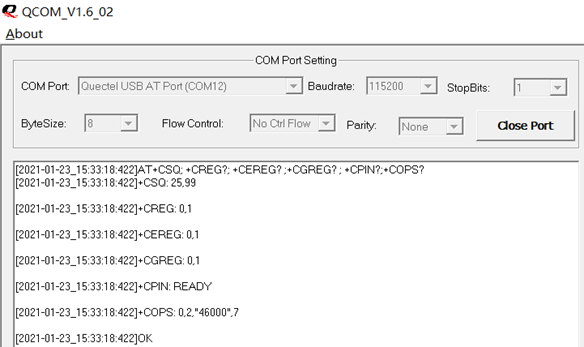 QCOM_V1.6_02
About
COM Port Setting
COM Port: Quectel USB AT Port (COM12) Baudrate: 115200 StopBits: 1
ByteSize: 8 Flow Control: No Ctrl Flow Parity: None Close Port
[2021-01-23_15:33:18:422]AT+CSQ; +CREG?; +CEREG? ;+CGREG? ; +CPIN?;+COPS?
[2021-01-23_15:33:18:422]+CSQ: 25,99
[2021-01-23_15:33:18:422]+CREG: 0,1
[2021-01-23_15:33:18:422]+CEREG: 0,1
[2021-01-23_15:33:18:422]+CGREG: 0,1
[2021-01-23_15:33:18:422]+CPIN: READY
[2021-01-23_15:33:18:422]+COPS: 0,2,"46000",7
[2021-01-23_15:33:18:422]OK